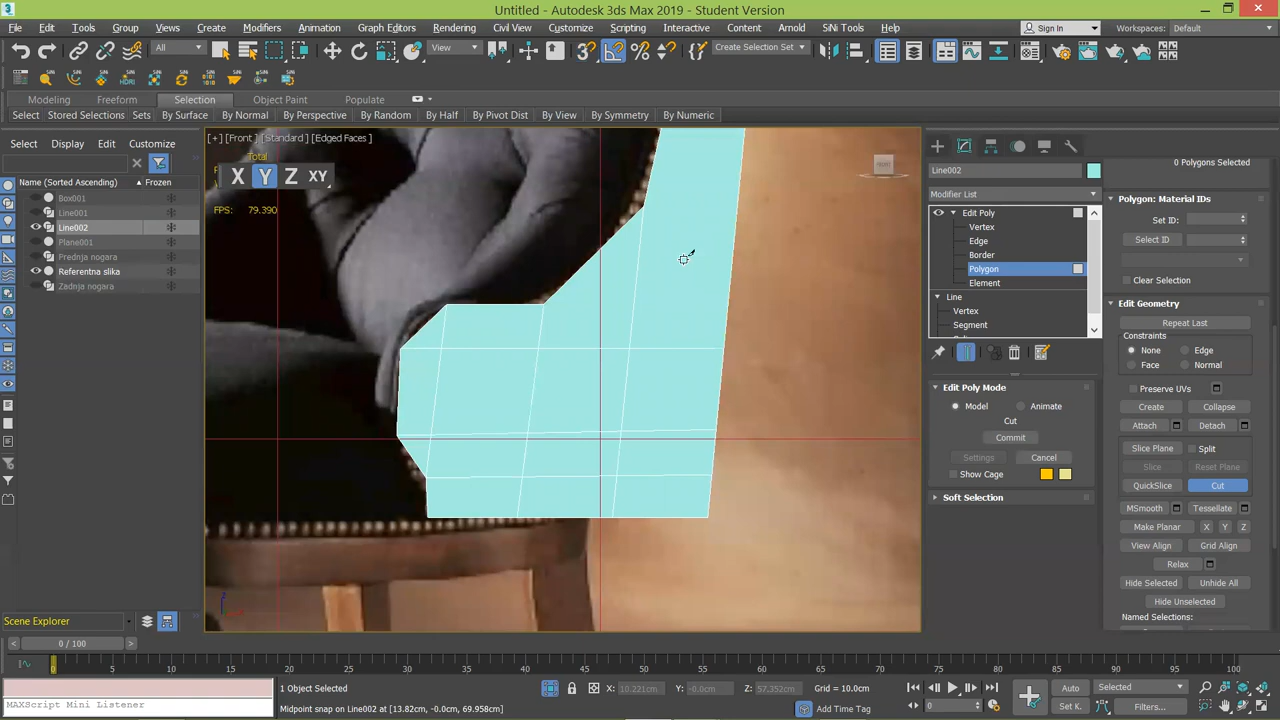 Untitled - Autodesk 3ds Max 2019 - Student Version
File Edit Tools Group Views Create Modifiers Animation Graph Editors Rendering Civil View Customize Scripting Interactive Content Arnold SiNi Tools Help Sign In Workspaces: Default
All View Create Selection Set
Modeling Freeform Selection Object Paint Populate
Select Stored Selections Sets By Surface By Normal By Perspective By Random By Half By Pivot Dist By View By Symmetry By Numeric
Select Display Edit Customize
Name (Sorted Ascending) Frozen
Box001
Line001
Line002
Plane001
Prednja nogara
Referentna slika
Zadnja nogara
Scene Explorer
[+] [Front] [Standard] [Edged Faces]
Total
X Y Z XY
FPS: 79.390
FRONT
Line002
Modifier List
Edit Poly
Vertex
Edge
Border
Polygon
Element
Line
Vertex
Segment
Edit Poly Mode
Model Animate
Cut
Commit
Settings Cancel
Show Cage
Soft Selection
0 Polygons Selected
Polygon: Material IDs
Set ID:
Select ID
Clear Selection
Edit Geometry
Repeat Last
Constraints
None Edge
Face Normal
Preserve UVs
Create Collapse
Attach Detach
Slice Plane Split
Slice Reset Plane
QuickSlice Cut
MSmooth Tessellate
Make Planar X Y Z
View Align Grid Align
Relax
Hide Selected Unhide All
Hide Unselected
Named Selections:
0 / 100
0 5 10 15 20 25 30 35 40 45 50 55 60 65 70 75 80 85 90 95 100
MAXScript Mini Listener
1 Object Selected
Midpoint snap on Line002 at [13.82cm, -0.0cm, 69.958cm]
X: 10.221cm Y: -0.0cm Z: 57.352cm Grid = 10.0cm
Add Time Tag
0
Auto Selected
Set K. Filters...